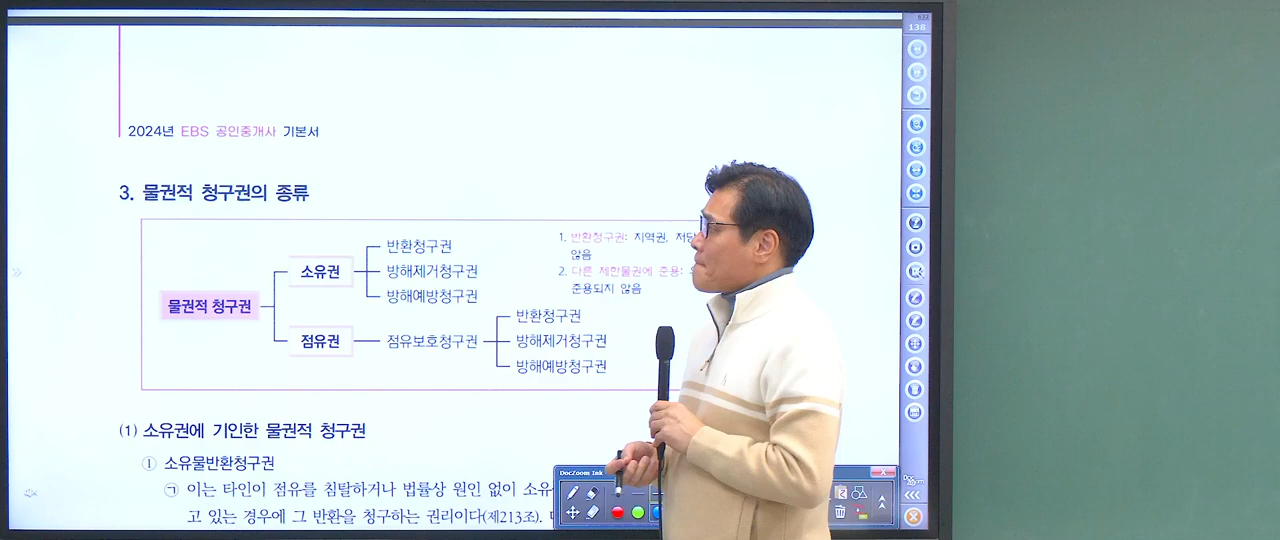 632
138
2024년 EBS 공인중개사 기본서
3. 물권적 청구권의 종류
물권적 청구권
소유권
반환청구권
방해제거청구권
방해예방청구권
점유권
점유보호청구권
반환청구권
방해제거청구권
방해예방청구권
1. 반환청구권: 지역권, 저당
않음
2. 다른 제한물권에 준용:
준용되지 않음
(1) 소유권에 기인한 물권적 청구권
① 소유물반환청구권
㉠ 이는 타인이 점유를 침탈하거나 법률상 원인 없이 소유
고 있는 경우에 그 반환을 청구하는 권리이다(제213조).
DocZoom Ink